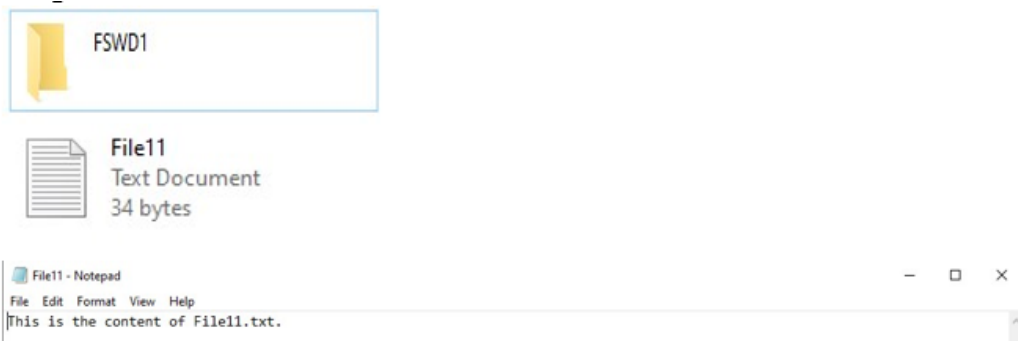 FSWD1
File11
Text Document
34 bytes
File11 - Notepad
File Edit Format View Help
This is the content of File11.txt.